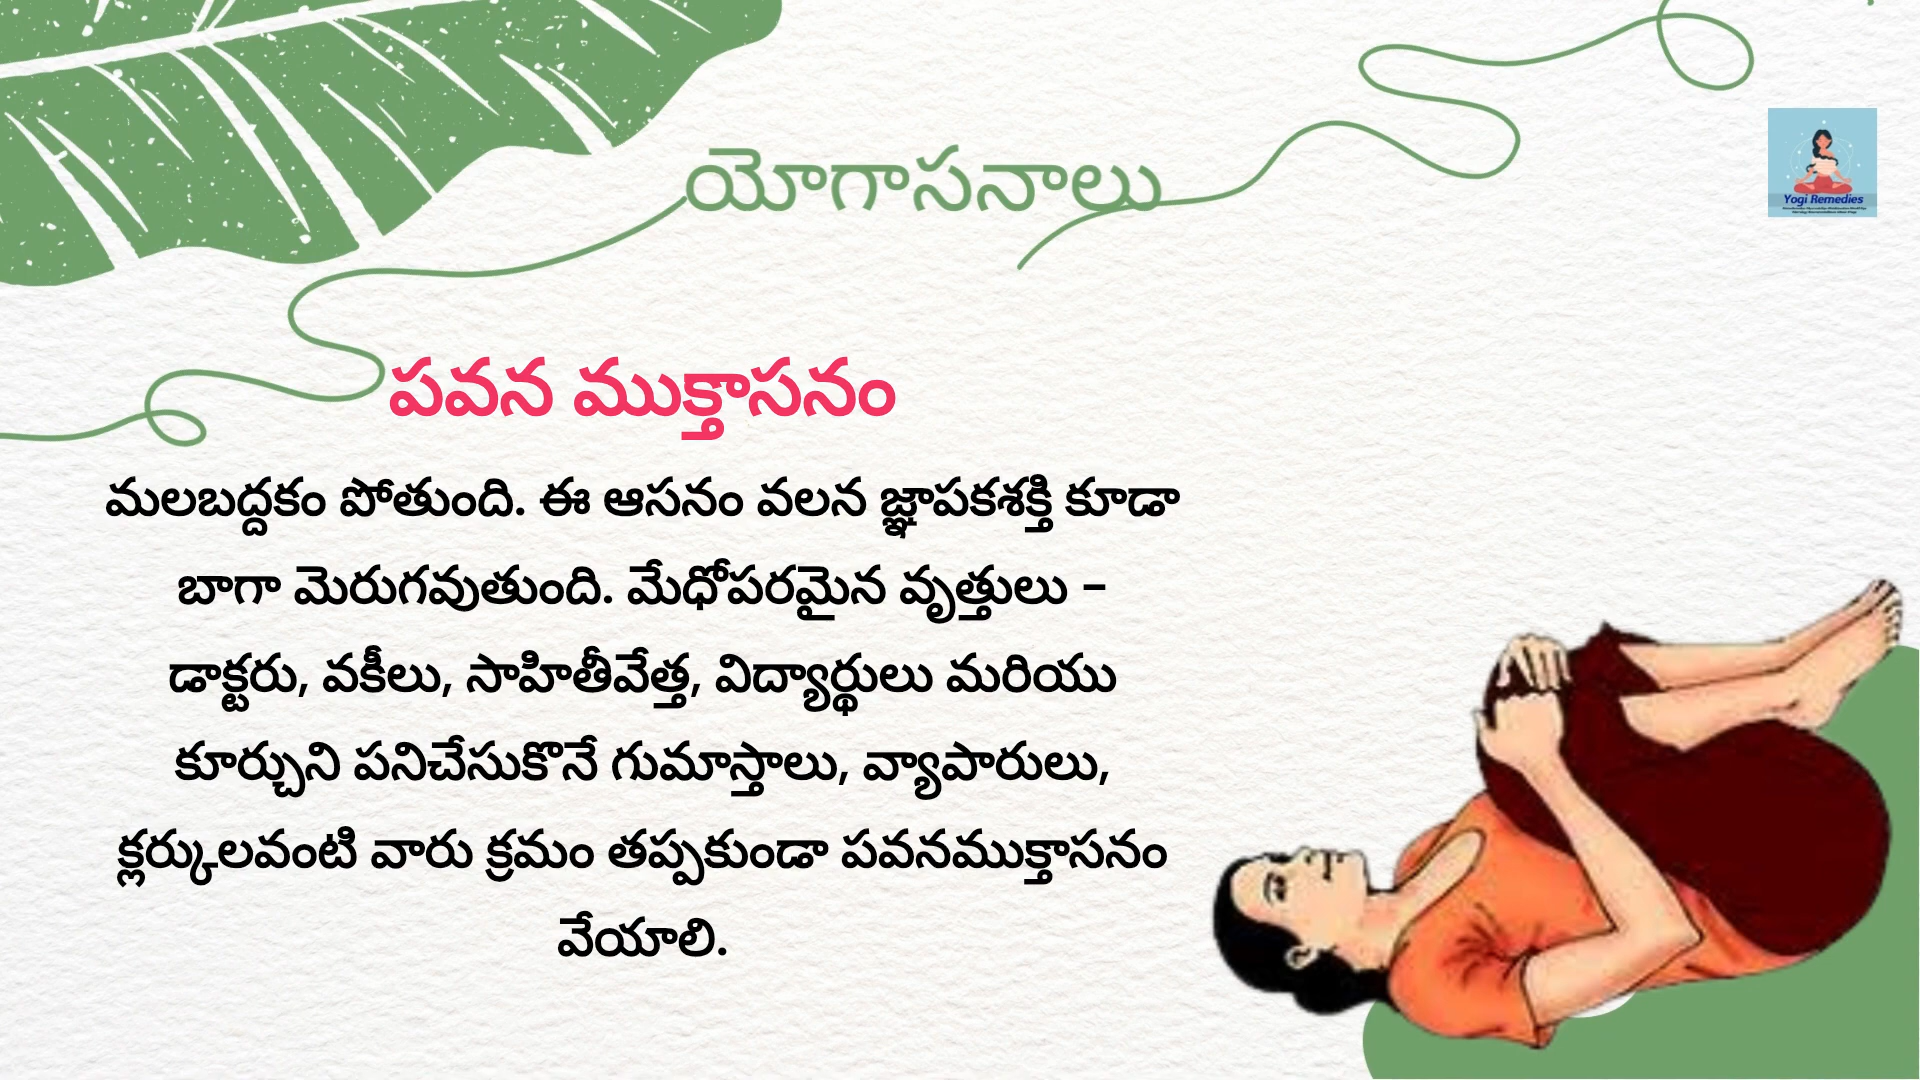 యోగాసనాలు
Yogi Remedies
పవన ముక్తాసనం
మలబద్దకం పోతుంది. ఈ ఆసనం వలన జ్ఞాపకశక్తి కూడా
బాగా మెరుగవుతుంది. మేధోపరమైన వృత్తులు –
డాక్టరు, వకీలు, సాహితీవేత్త, విద్యార్థులు మరియు
కూర్చుని పనిచేసుకొనే గుమాస్తాలు, వ్యాపారులు,
క్లర్కులవంటి వారు క్రమం తప్పకుండా పవనముక్తాసనం
వేయాలి.